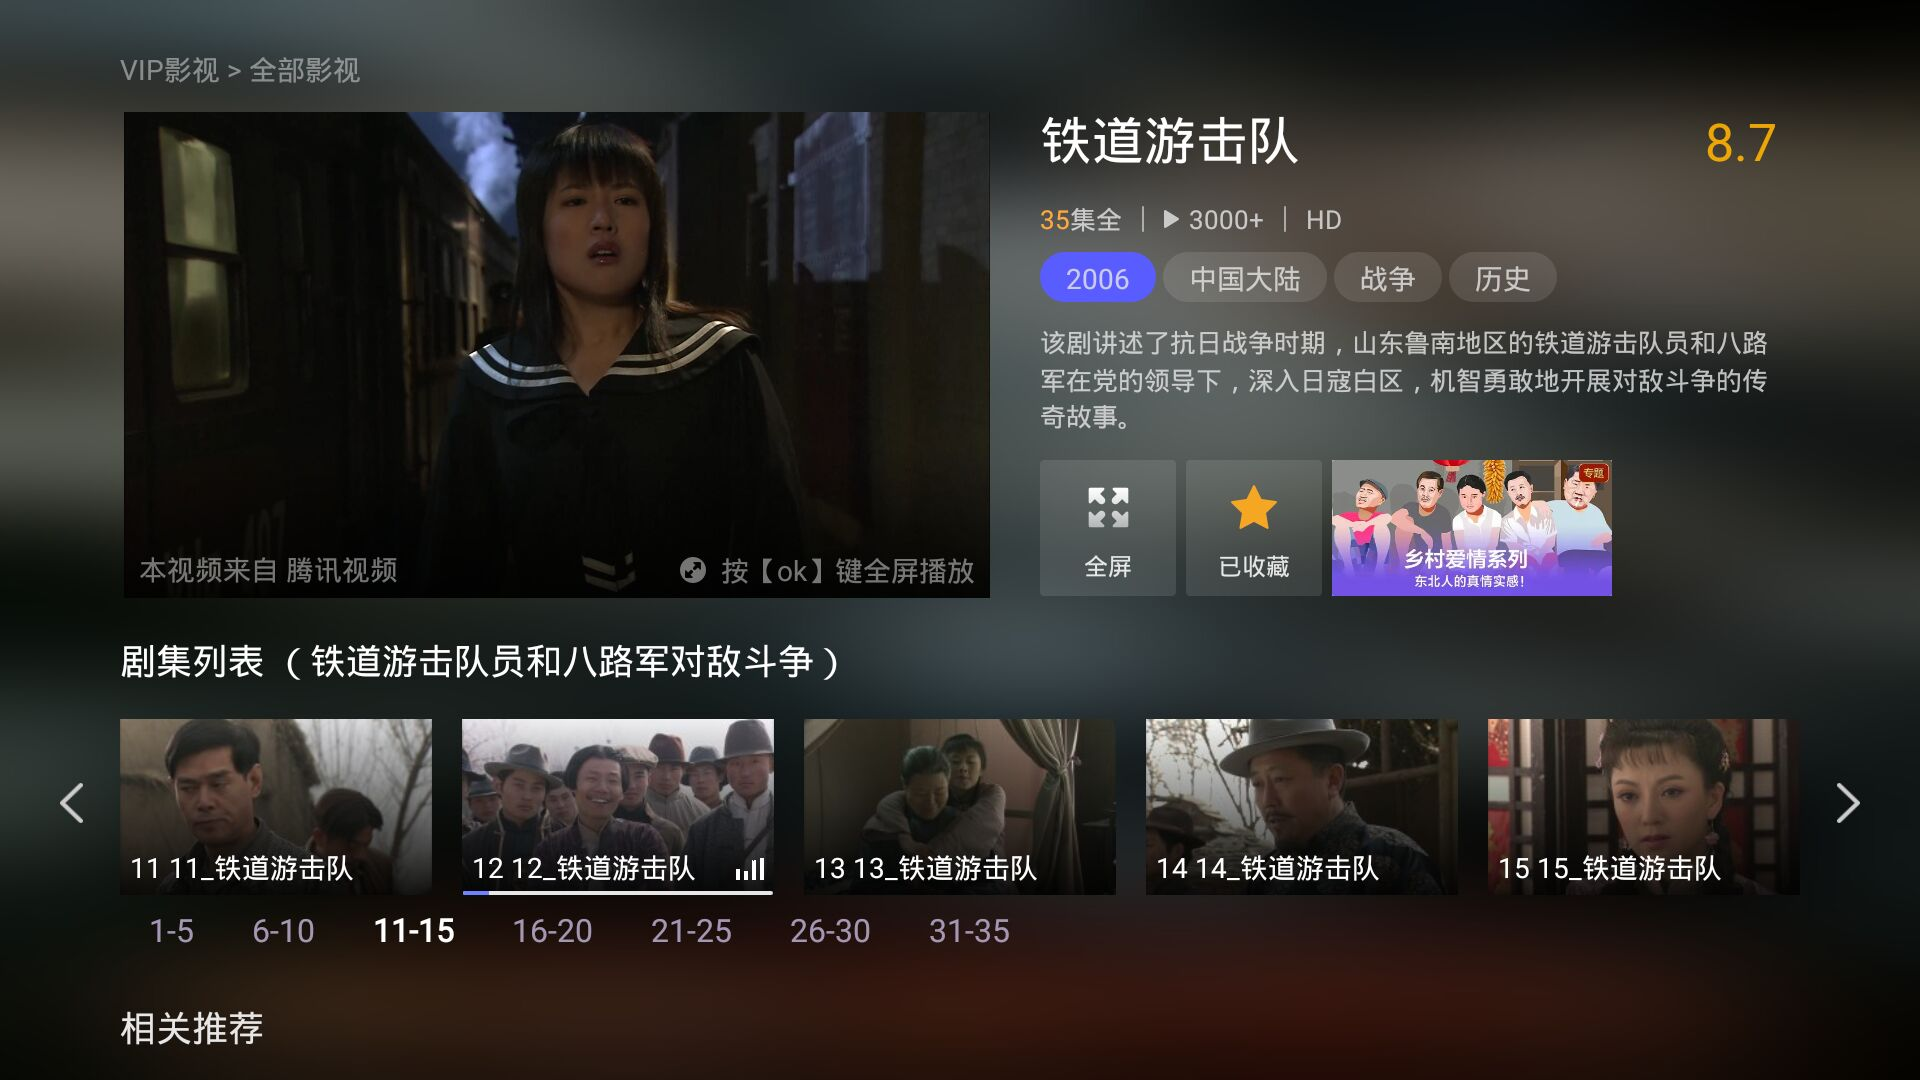 VIP影视 > 全部影视
铁道游击队
8.7
35集全 | 3000+ | HD
2006 中国大陆 战争 历史
该剧讲述了抗日战争时期，山东鲁南地区的铁道游击队员和八路
军在党的领导下，深入日寇白区，机智勇敢地开展对敌斗争的传
奇故事。
本视频来自 腾讯视频
按【ok】键全屏播放
全屏
已收藏
专题
乡村爱情系列
东北人的真情实感！
剧集列表 （铁道游击队员和八路军对敌斗争）
11 11_铁道游击队
12 12_铁道游击队
13 13_铁道游击队
14 14_铁道游击队
15 15_铁道游击队
1-5 6-10 11-15 16-20 21-25 26-30 31-35
相关推荐